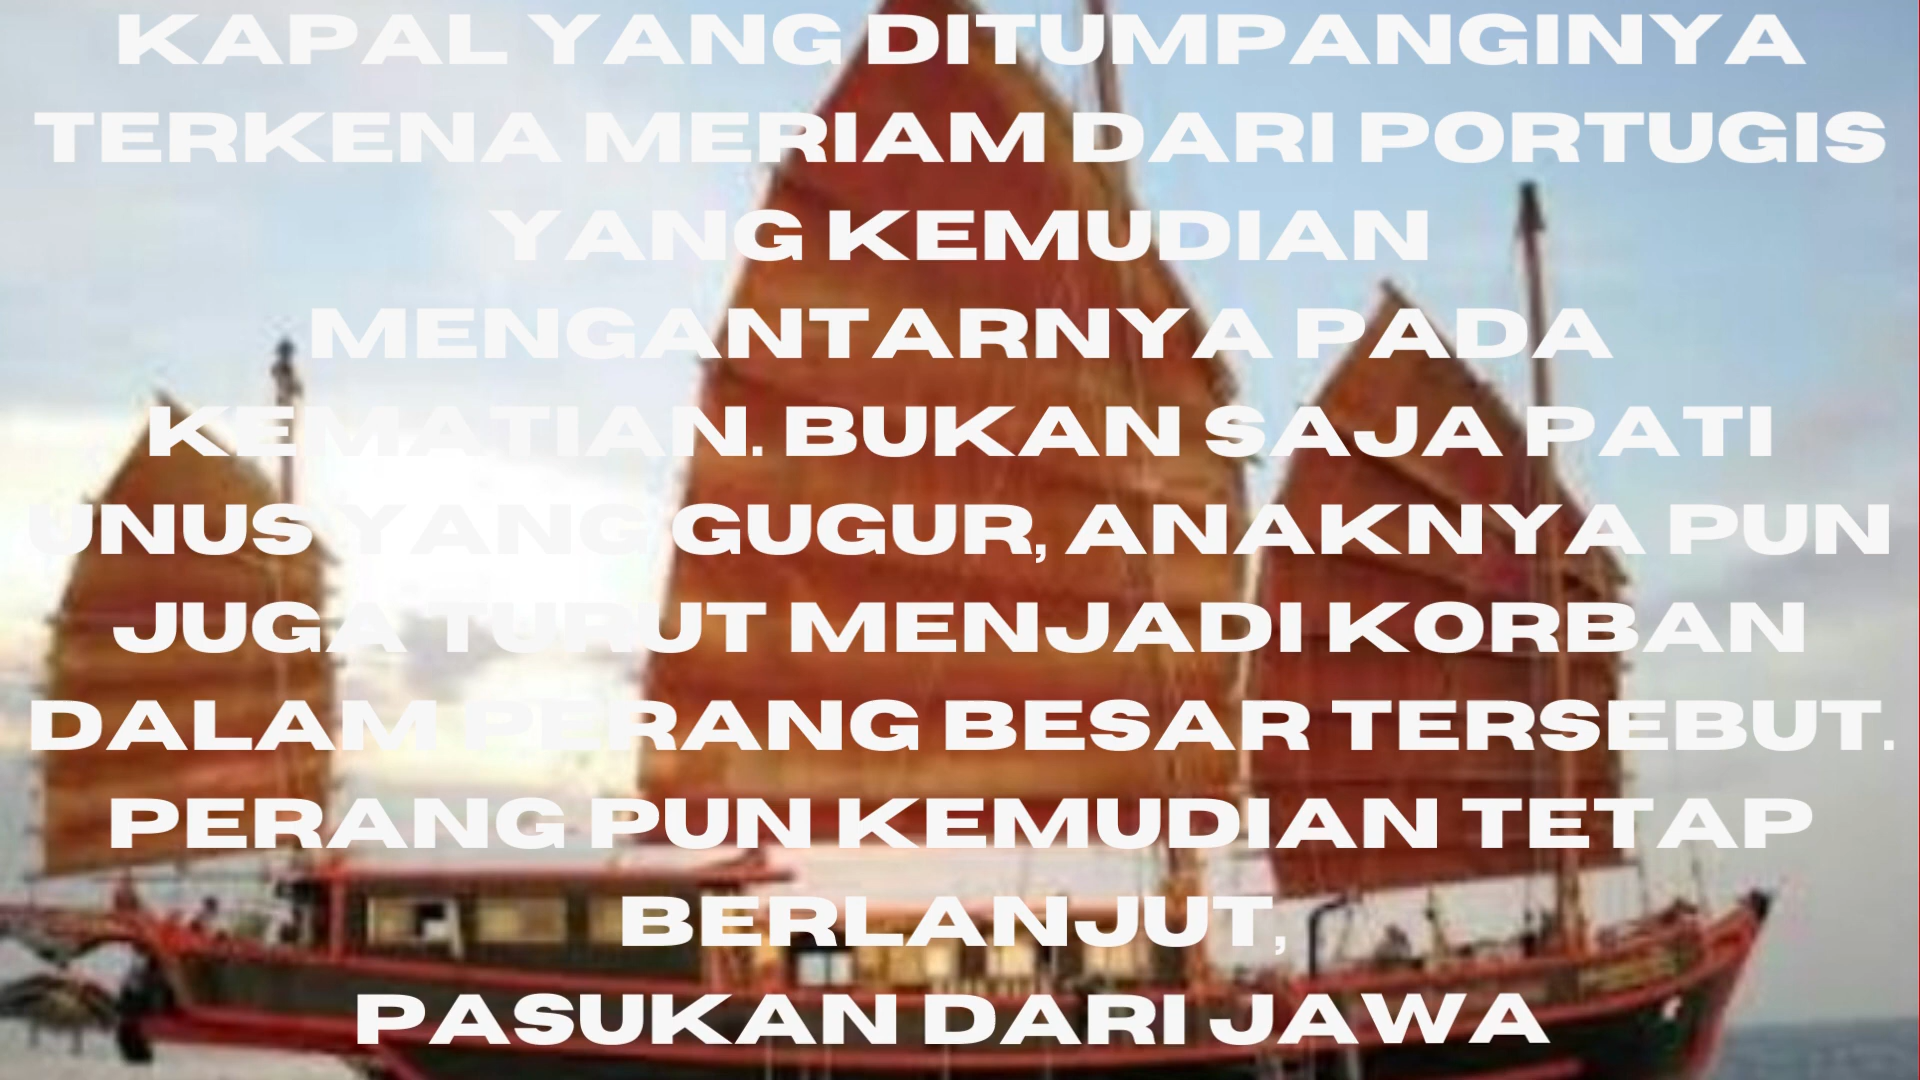 KAPAL YANG DITUMPANGINYA
TERKENA MERIAM DARI PORTUGIS
YANG KEMUDIAN
MENGANTARNYA PADA
KEMATIAN. BUKAN SAJA PATI
UNUS YANG GUGUR, ANAKNYA PUN
JUGA TURUT MENJADI KORBAN
DALAM PERANG BESAR TERSEBUT.
PERANG PUN KEMUDIAN TETAP
BERLANJUT,
PASUKAN DARI JAWA